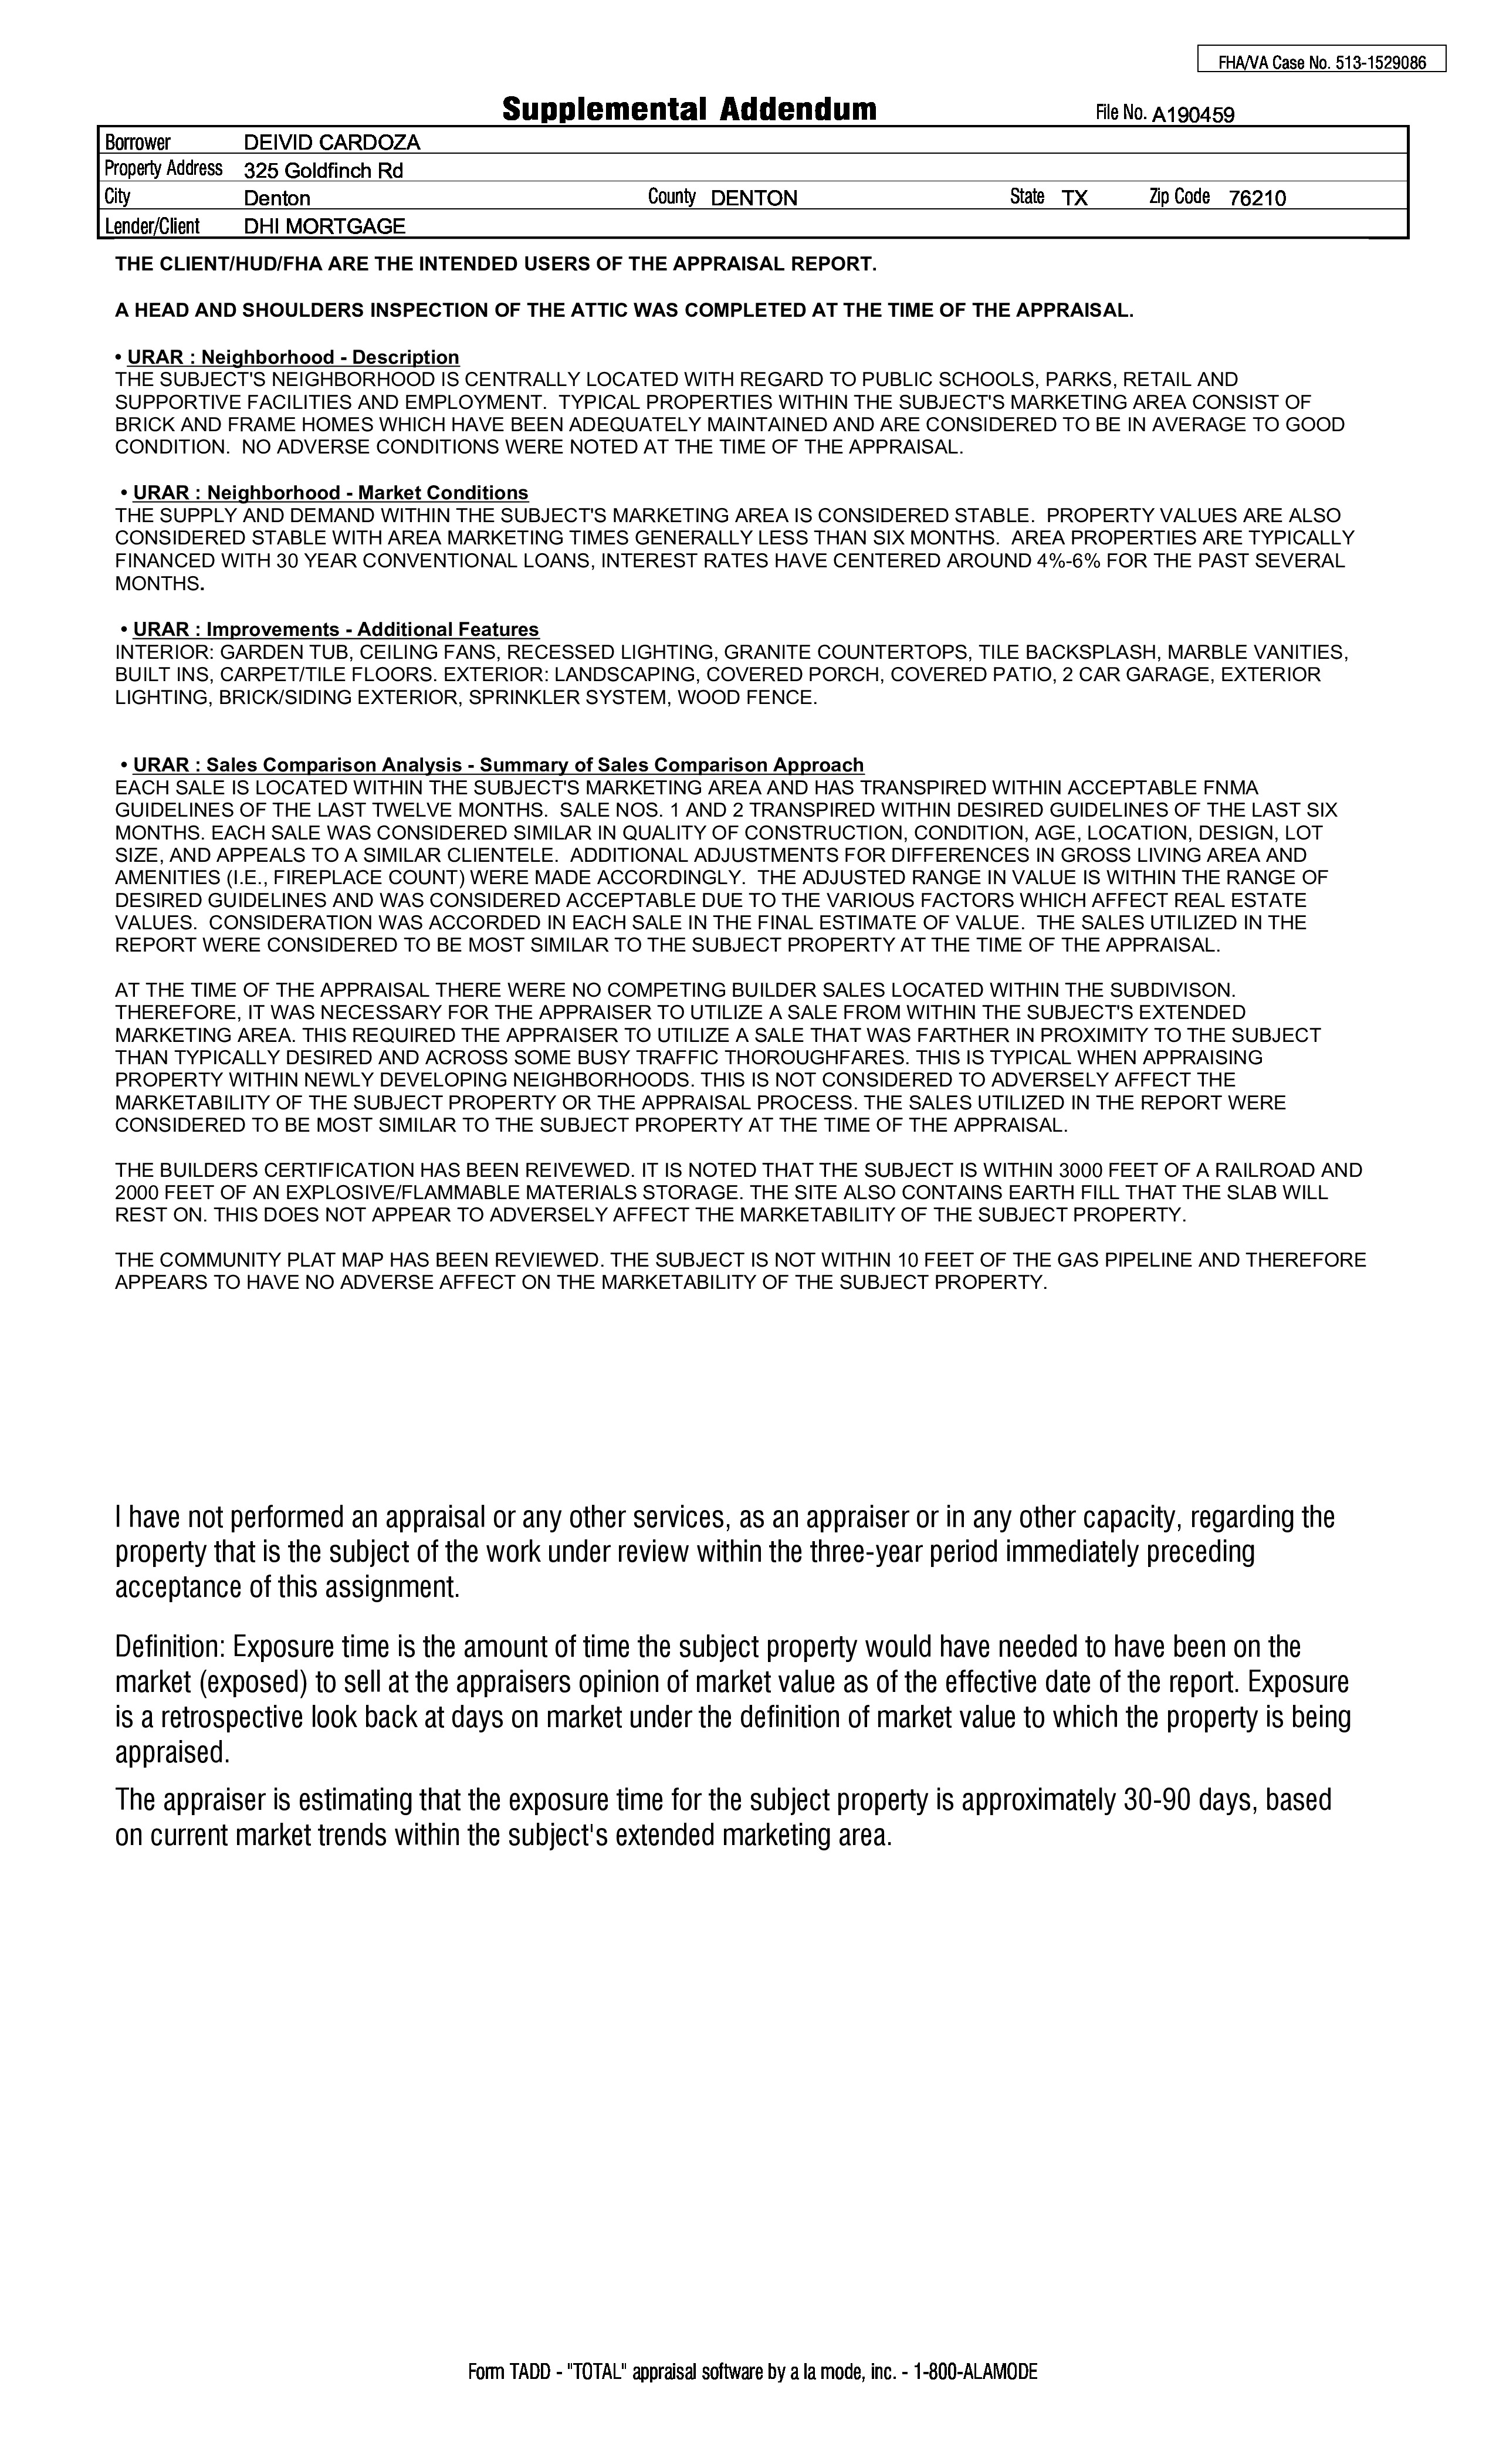 FHA/VA Case No. 513-1529086
Supplemental Addendum File No. A190459
Borrower DEIVID CARDOZA
Property Address 325 Goldfinch Rd
City Denton County DENTON State TX Zip Code 76210
Lender/Client DHI MORTGAGE
THE CLIENT/HUD/FHA ARE THE INTENDED USERS OF THE APPRAISAL REPORT.
A HEAD AND SHOULDERS INSPECTION OF THE ATTIC WAS COMPLETED AT THE TIME OF THE APPRAISAL.
• URAR : Neighborhood - Description
THE SUBJECT'S NEIGHBORHOOD IS CENTRALLY LOCATED WITH REGARD TO PUBLIC SCHOOLS, PARKS, RETAIL AND
SUPPORTIVE FACILITIES AND EMPLOYMENT. TYPICAL PROPERTIES WITHIN THE SUBJECT'S MARKETING AREA CONSIST OF
BRICK AND FRAME HOMES WHICH HAVE BEEN ADEQUATELY MAINTAINED AND ARE CONSIDERED TO BE IN AVERAGE TO GOOD
CONDITION. NO ADVERSE CONDITIONS WERE NOTED AT THE TIME OF THE APPRAISAL.
• URAR : Neighborhood - Market Conditions
THE SUPPLY AND DEMAND WITHIN THE SUBJECT'S MARKETING AREA IS CONSIDERED STABLE. PROPERTY VALUES ARE ALSO
CONSIDERED STABLE WITH AREA MARKETING TIMES GENERALLY LESS THAN SIX MONTHS. AREA PROPERTIES ARE TYPICALLY
FINANCED WITH 30 YEAR CONVENTIONAL LOANS, INTEREST RATES HAVE CENTERED AROUND 4%-6% FOR THE PAST SEVERAL
MONTHS.
• URAR : Improvements - Additional Features
INTERIOR: GARDEN TUB, CEILING FANS, RECESSED LIGHTING, GRANITE COUNTERTOPS, TILE BACKSPLASH, MARBLE VANITIES,
BUILT INS, CARPET/TILE FLOORS. EXTERIOR: LANDSCAPING, COVERED PORCH, COVERED PATIO, 2 CAR GARAGE, EXTERIOR
LIGHTING, BRICK/SIDING EXTERIOR, SPRINKLER SYSTEM, WOOD FENCE.
• URAR : Sales Comparison Analysis - Summary of Sales Comparison Approach
EACH SALE IS LOCATED WITHIN THE SUBJECT'S MARKETING AREA AND HAS TRANSPIRED WITHIN ACCEPTABLE FNMA
GUIDELINES OF THE LAST TWELVE MONTHS. SALE NOS. 1 AND 2 TRANSPIRED WITHIN DESIRED GUIDELINES OF THE LAST SIX
MONTHS. EACH SALE WAS CONSIDERED SIMILAR IN QUALITY OF CONSTRUCTION, CONDITION, AGE, LOCATION, DESIGN, LOT
SIZE, AND APPEALS TO A SIMILAR CLIENTELE. ADDITIONAL ADJUSTMENTS FOR DIFFERENCES IN GROSS LIVING AREA AND
AMENITIES (I.E., FIREPLACE COUNT) WERE MADE ACCORDINGLY. THE ADJUSTED RANGE IN VALUE IS WITHIN THE RANGE OF
DESIRED GUIDELINES AND WAS CONSIDERED ACCEPTABLE DUE TO THE VARIOUS FACTORS WHICH AFFECT REAL ESTATE
VALUES. CONSIDERATION WAS ACCORDED IN EACH SALE IN THE FINAL ESTIMATE OF VALUE. THE SALES UTILIZED IN THE
REPORT WERE CONSIDERED TO BE MOST SIMILAR TO THE SUBJECT PROPERTY AT THE TIME OF THE APPRAISAL.
AT THE TIME OF THE APPRAISAL THERE WERE NO COMPETING BUILDER SALES LOCATED WITHIN THE SUBDIVISON.
THEREFORE, IT WAS NECESSARY FOR THE APPRAISER TO UTILIZE A SALE FROM WITHIN THE SUBJECT'S EXTENDED
MARKETING AREA. THIS REQUIRED THE APPRAISER TO UTILIZE A SALE THAT WAS FARTHER IN PROXIMITY TO THE SUBJECT
THAN TYPICALLY DESIRED AND ACROSS SOME BUSY TRAFFIC THOROUGHFARES. THIS IS TYPICAL WHEN APPRAISING
PROPERTY WITHIN NEWLY DEVELOPING NEIGHBORHOODS. THIS IS NOT CONSIDERED TO ADVERSELY AFFECT THE
MARKETABILITY OF THE SUBJECT PROPERTY OR THE APPRAISAL PROCESS. THE SALES UTILIZED IN THE REPORT WERE
CONSIDERED TO BE MOST SIMILAR TO THE SUBJECT PROPERTY AT THE TIME OF THE APPRAISAL.
THE BUILDERS CERTIFICATION HAS BEEN REIVEWED. IT IS NOTED THAT THE SUBJECT IS WITHIN 3000 FEET OF A RAILROAD AND
2000 FEET OF AN EXPLOSIVE/FLAMMABLE MATERIALS STORAGE. THE SITE ALSO CONTAINS EARTH FILL THAT THE SLAB WILL
REST ON. THIS DOES NOT APPEAR TO ADVERSELY AFFECT THE MARKETABILITY OF THE SUBJECT PROPERTY.
THE COMMUNITY PLAT MAP HAS BEEN REVIEWED. THE SUBJECT IS NOT WITHIN 10 FEET OF THE GAS PIPELINE AND THEREFORE
APPEARS TO HAVE NO ADVERSE AFFECT ON THE MARKETABILITY OF THE SUBJECT PROPERTY.
I have not performed an appraisal or any other services, as an appraiser or in any other capacity, regarding the
property that is the subject of the work under review within the three-year period immediately preceding
acceptance of this assignment.
Definition: Exposure time is the amount of time the subject property would have needed to have been on the
market (exposed) to sell at the appraisers opinion of market value as of the effective date of the report. Exposure
is a retrospective look back at days on market under the definition of market value to which the property is being
appraised.
The appraiser is estimating that the exposure time for the subject property is approximately 30-90 days, based
on current market trends within the subject's extended marketing area.
Form TADD - "TOTAL" appraisal software by a la mode, inc. - 1-800-ALAMODE